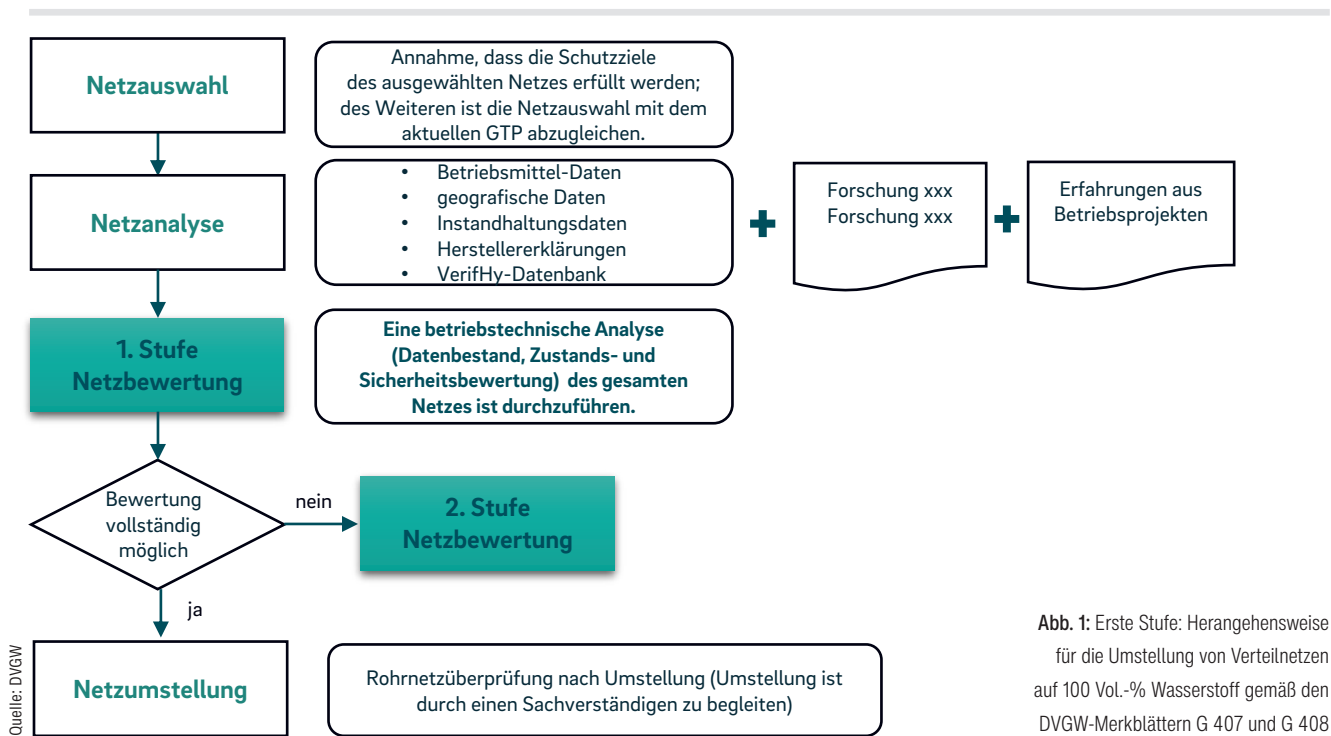 Netzauswahl
Annahme, dass die Schutzziele
des ausgewählten Netzes erfüllt werden;
des Weiteren ist die Netzauswahl mit dem
aktuellen GTP abzugleichen.
Netzanalyse
• Betriebsmittel-Daten
• geografische Daten
• Instandhaltungsdaten
• Herstellererklärungen
• VerifHy-Datenbank
+
Forschung xxx
Forschung xxx
+
Erfahrungen aus
Betriebsprojekten
1. Stufe
Netzbewertung
Eine betriebstechnische Analyse
(Datenbestand, Zustands- und
Sicherheitsbewertung) des gesamten
Netzes ist durchzuführen.
Bewertung
vollständig
möglich
nein
2. Stufe
Netzbewertung
ja
Netzumstellung
Rohrnetzüberprüfung nach Umstellung (Umstellung ist
durch einen Sachverständigen zu begleiten)
Quelle: DVGW
Abb. 1: Erste Stufe: Herangehensweise
für die Umstellung von Verteilnetzen
auf 100 Vol.-% Wasserstoff gemäß den
DVGW-Merkblättern G 407 und G 408